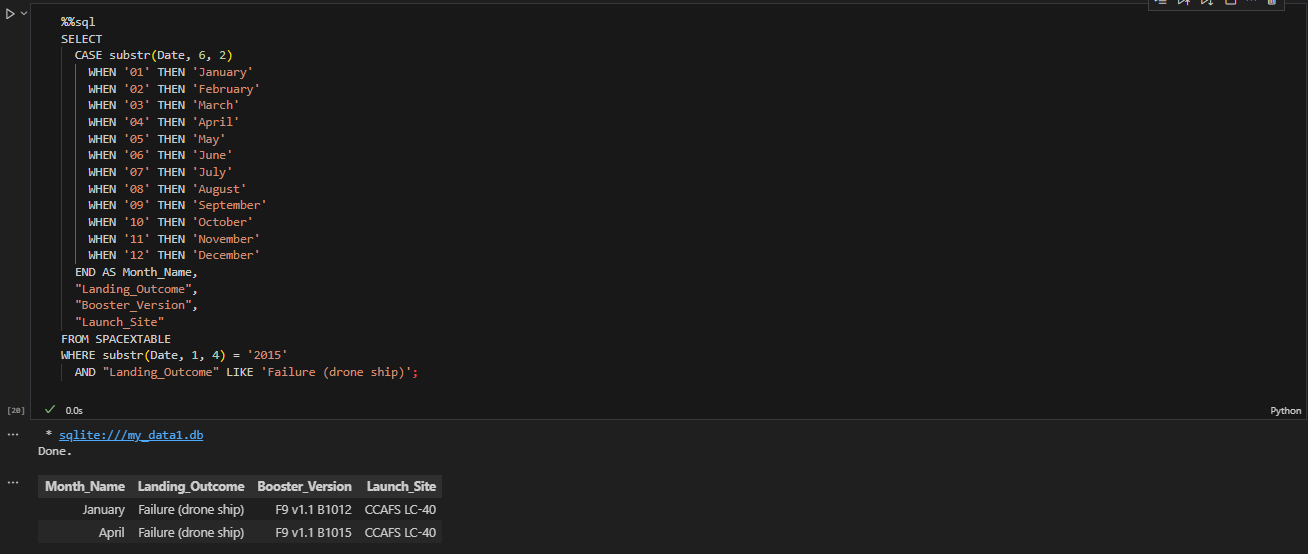 %%sql
SELECT
CASE substr(Date, 6, 2)
WHEN '01' THEN 'January'
WHEN '02' THEN 'February'
WHEN '03' THEN 'March'
WHEN '04' THEN 'April'
WHEN '05' THEN 'May'
WHEN '06' THEN 'June'
WHEN '07' THEN 'July'
WHEN '08' THEN 'August'
WHEN '09' THEN 'September'
WHEN '10' THEN 'October'
WHEN '11' THEN 'November'
WHEN '12' THEN 'December'
END AS Month_Name,
"Landing_Outcome",
"Booster_Version",
"Launch_Site"
FROM SPACEXTABLE
WHERE substr(Date, 1, 4) = '2015'
AND "Landing_Outcome" LIKE 'Failure (drone ship)';
[20] 0.0s Python
... * sqlite:///my_data1.db
Done.
...
Month_Name Landing_Outcome Booster_Version Launch_Site
January Failure (drone ship) F9 v1.1 B1012 CCAFS LC-40
April Failure (drone ship) F9 v1.1 B1015 CCAFS LC-40